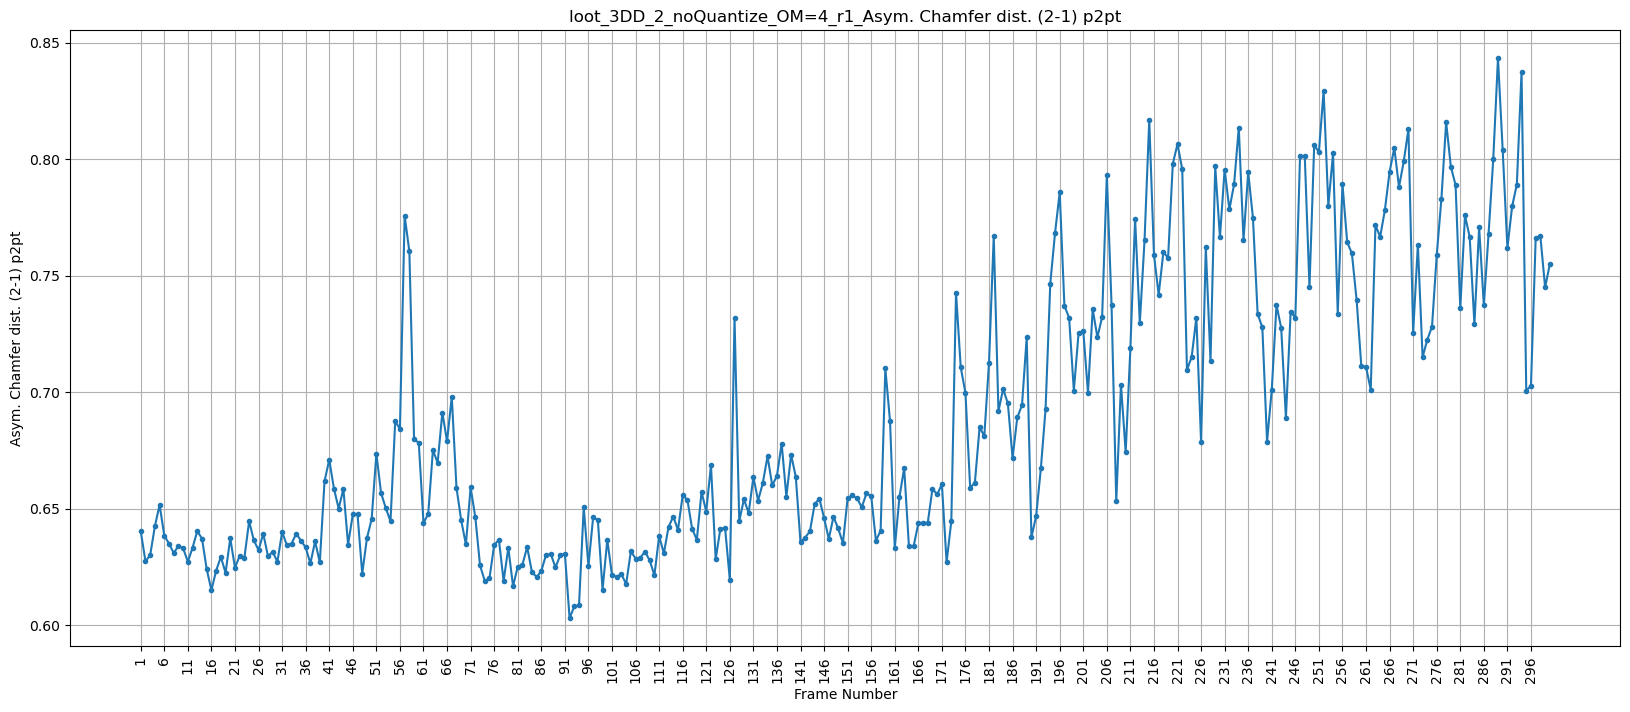 loot_3DD_2_noQuantize_OM=4_r1_Asym. Chamfer dist. (2-1) p2pt
Asym. Chamfer dist. (2-1) p2pt
0.85
0.80
0.75
0.70
0.65
0.60
1 6 11 16 21 26 31 36 41 46 51 56 61 66 71 76 81 86 91 96 101 106 111 116 121 126 131 136 141 146 151 156 161 166 171 176 181 186 191 196 201 206 211 216 221 226 231 236 241 246 251 256 261 266 271 276 281 286 291 296
Frame Number